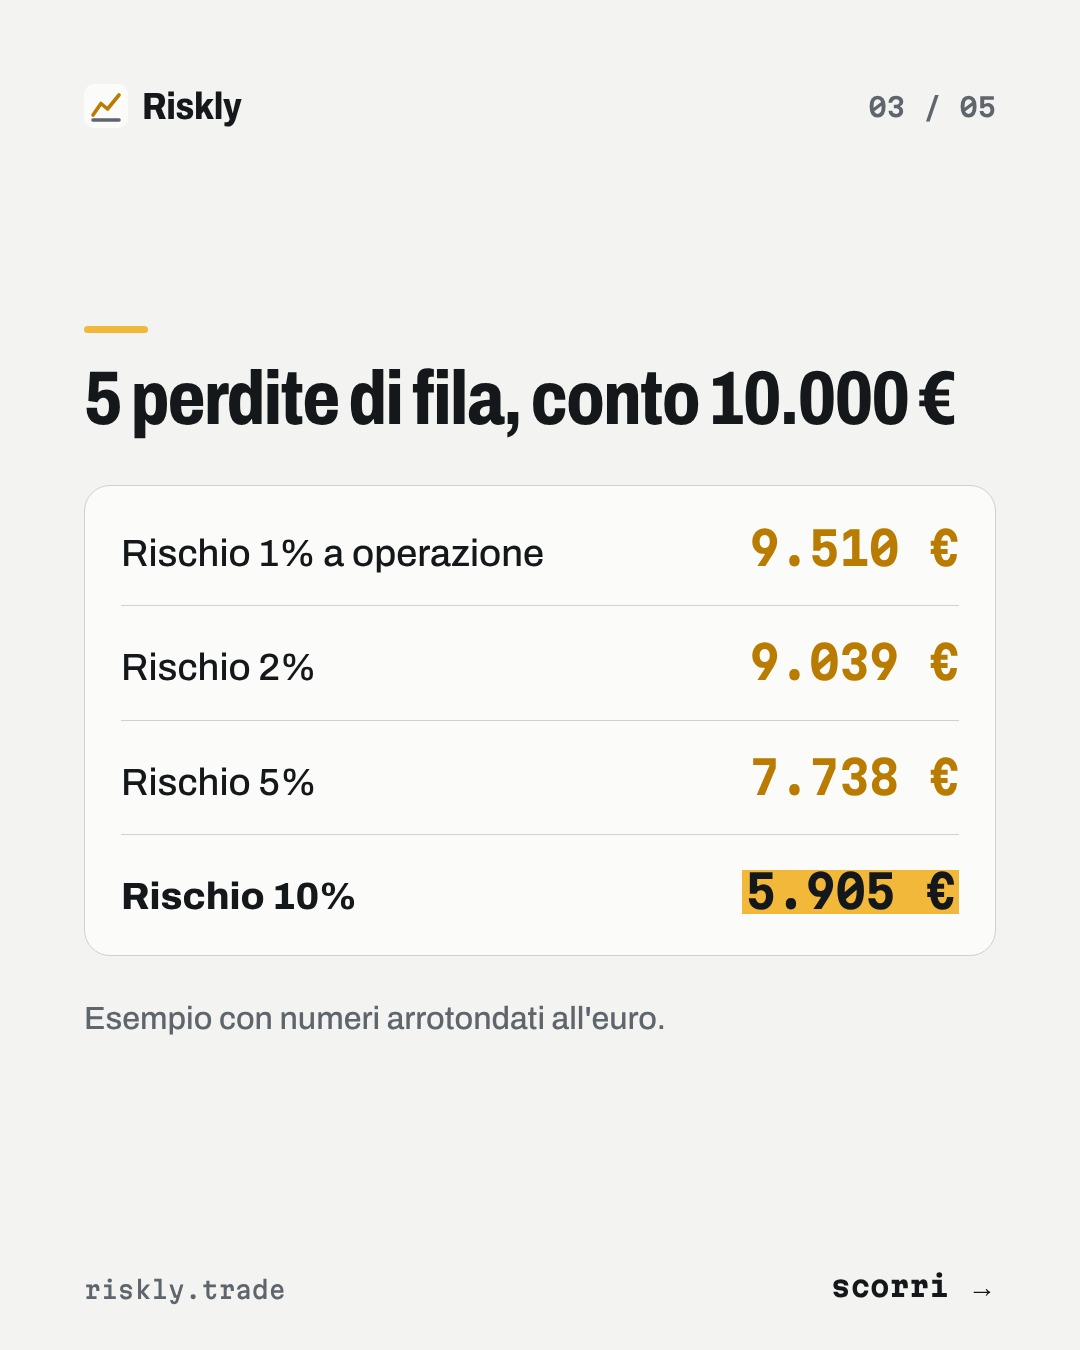 Riskly
03 / 05
5 perdite di fila, conto 10.000 €
Rischio 1% a operazione 9.510 €
Rischio 2% 9.039 €
Rischio 5% 7.738 €
Rischio 10% 5.905 €
Esempio con numeri arrotondati all'euro.
riskly.trade
scorri →